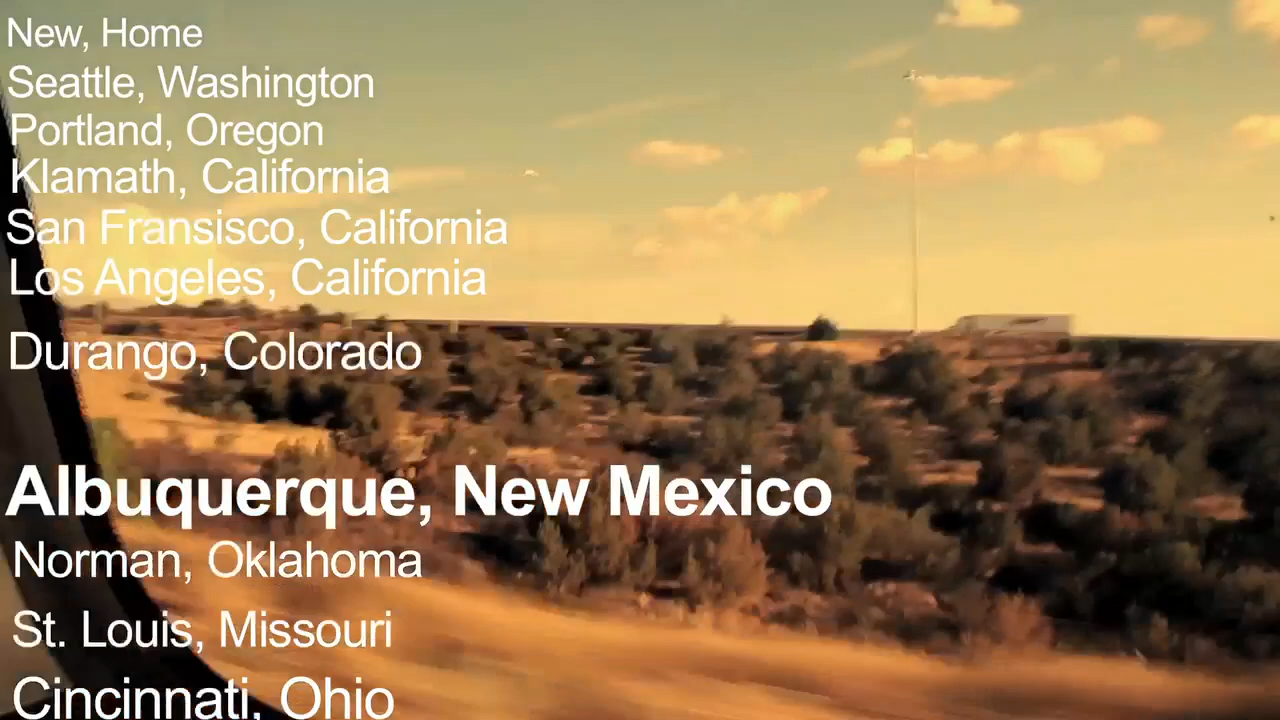 New, Home
Seattle, Washington
Portland, Oregon
Klamath, California
San Fransisco, California
Los Angeles, California
Durango, Colorado
Albuquerque, New Mexico
Norman, Oklahoma
St. Louis, Missouri
Cincinnati, Ohio